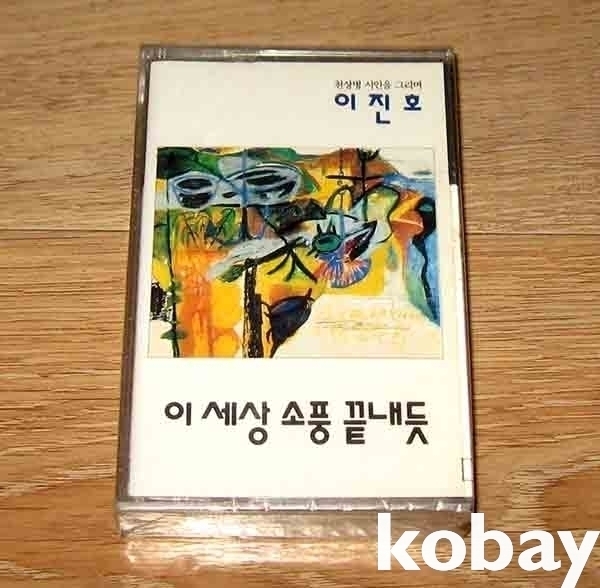 천상병 시인을 그리며
이진호
이 세상 소풍 끝내듯
kobay